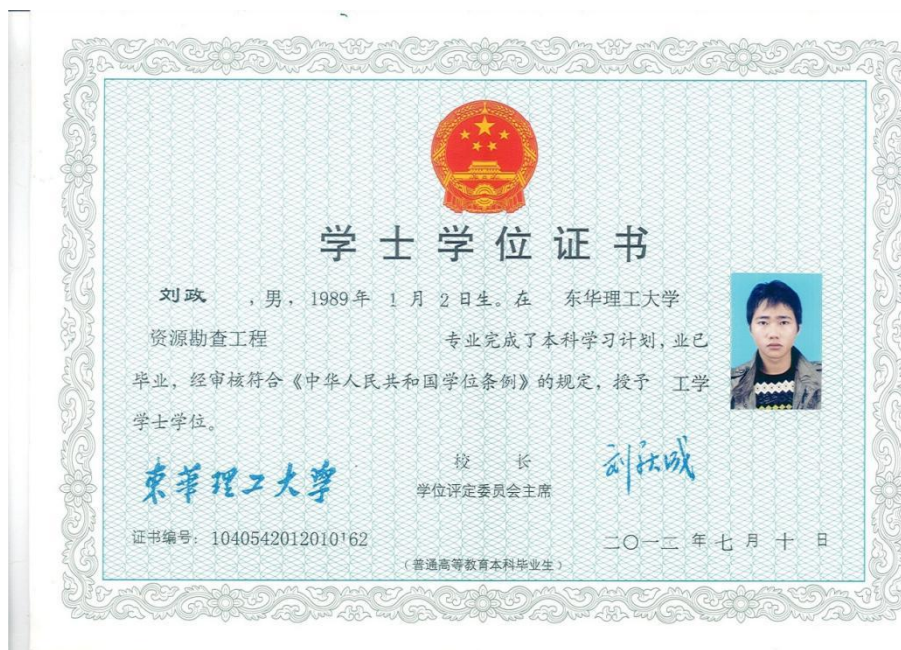 学士学位证书
刘政 ，男，1989年 1 月 2 日生。在 东华理工大学
资源勘查工程 专业完成了本科学习计划，业已
毕业，经审核符合《中华人民共和国学位条例》的规定，授予 工学
学士学位。
東華理工大學
校 长
学位评定委员会主席
证书编号：1040542012010162
二〇一二 年 七 月 十 日
（普通高等教育本科毕业生）